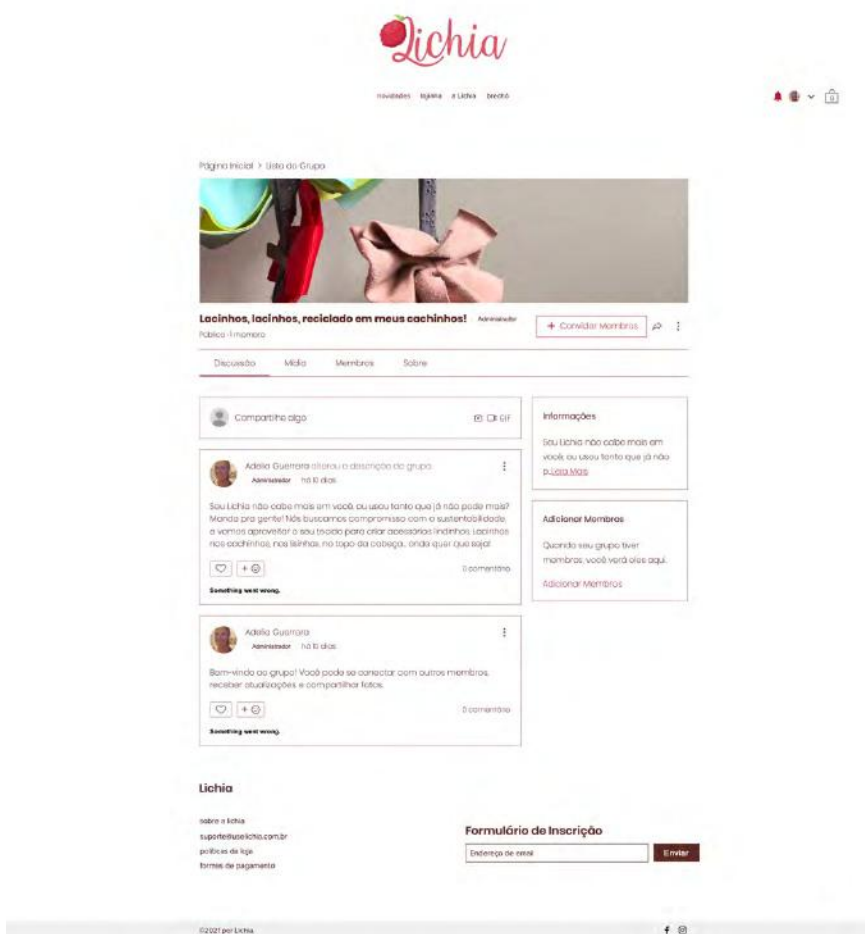 Lichia
novidades lojinha a Lichia brechó
0
Página Inicial > Lista do Grupo
Lacinhos, lacinhos, reciclado em meus cachinhos! Administrador
Público · 1 membro
+ Convidar Membros
Discussão Mídia Membros Sobre
Compartilhe algo
GIF
Adelia Guerrera alterou a descrição do grupo.
Administrador · há 10 dias
Seu Lichia não cabe mais em você, ou usou tanto que já não pode mais?
Manda pra gente! Nós buscamos compromisso com a sustentabilidade,
e vamos aproveitar o seu tecido para criar acessórios lindinhos. Lacinhos
nos cachinhos, nos lisinhos, no topo da cabeça... onde quer que seja!
0 comentário
Something went wrong.
Adelia Guerrera
Administrador · há 10 dias
Bem-vindo ao grupo! Você pode se conectar com outros membros,
receber atualizações e compartilhar fotos.
0 comentário
Something went wrong.
Informações
Seu Lichia não cabe mais em
você, ou usou tanto que já não
p...Leia Mais
Adicionar Membros
Quando seu grupo tiver
membros, você verá eles aqui.
Adicionar Membros
Lichia
sobre a lichia
suporte@uselichia.com.br
políticas da loja
formas de pagamento
Formulário de Inscrição
Endereço de email
Enviar
©2021 por Lichia.